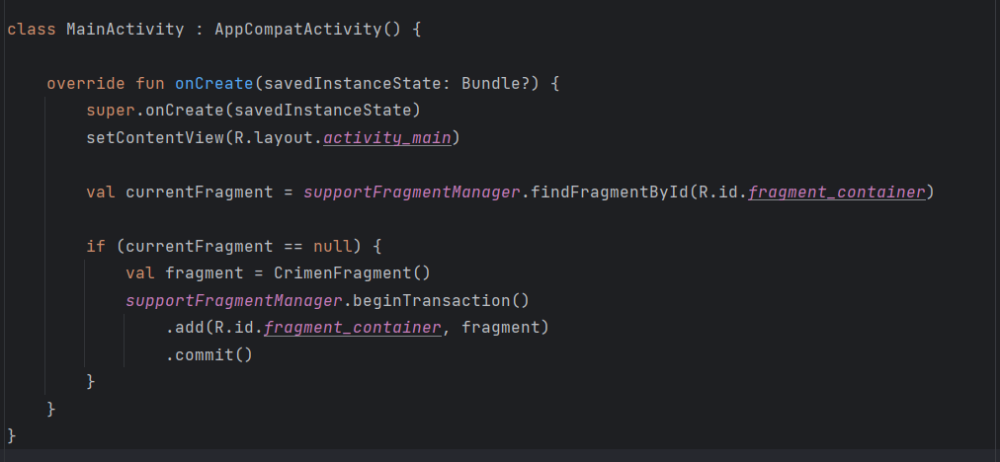 class MainActivity : AppCompatActivity() {
override fun onCreate(savedInstanceState: Bundle?) {
super.onCreate(savedInstanceState)
setContentView(R.layout.activity_main)
val currentFragment = supportFragmentManager.findFragmentById(R.id.fragment_container)
if (currentFragment == null) {
val fragment = CrimenFragment()
supportFragmentManager.beginTransaction()
.add(R.id.fragment_container, fragment)
.commit()
}
}
}